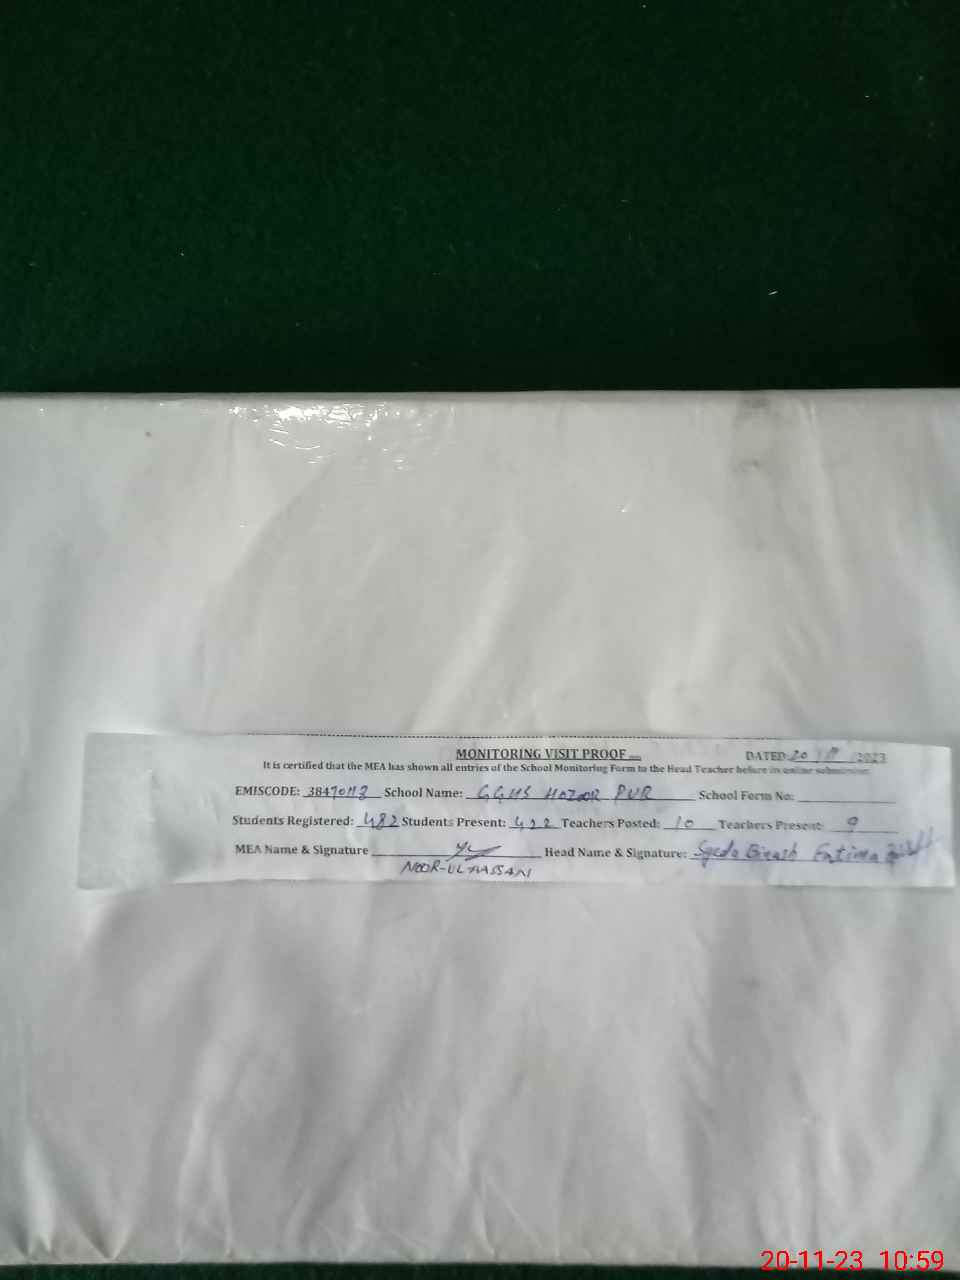 MONITORING VISIT PROOF DATED: 20 / 11 / 2023
It is certified that the MEA has shown all entries of the School Monitoring Form to the Head Teacher before its online submission
EMISCODE: School Name: GGHS HOZOOR PUR School Form No:
Students Registered: 482 Students Present: 422 Teachers Posted: 10 Teachers Present: 9
MEA Name & Signature Head Name & Signature: Syeda Fatima
NOOR-UL-HASSAN
20-11-23 10:59